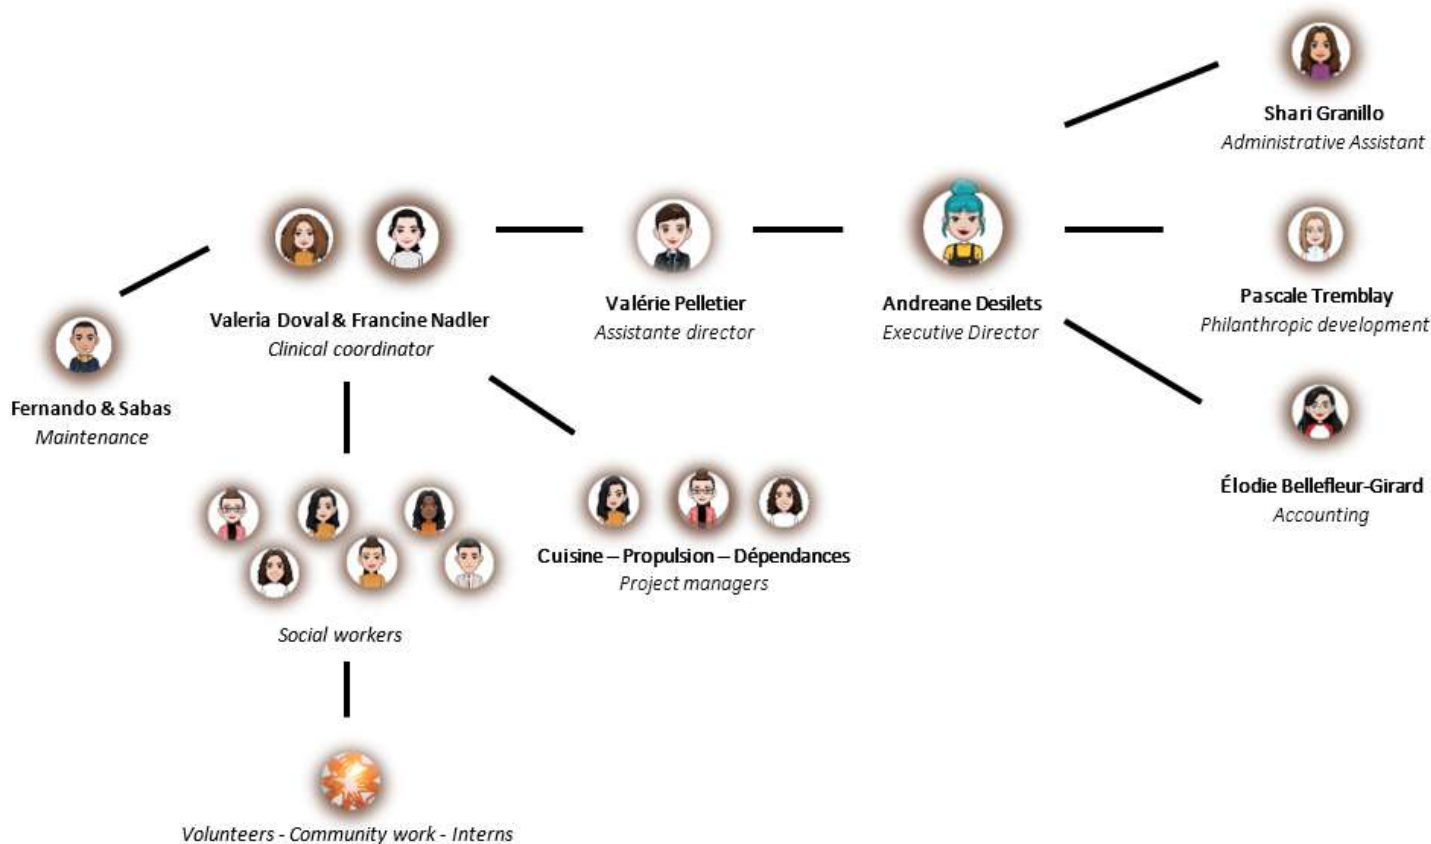 Shari Granillo
Administrative Assistant
Valeria Doval & Francine Nadler
Clinical coordinator
Valérie Pelletier
Assistante director
Andreane Desilets
Executive Director
Pascale Tremblay
Philanthropic development
Fernando & Sabas
Maintenance
Élodie Bellefleur-Girard
Accounting
Cuisine – Propulsion – Dépendances
Project managers
Social workers
Volunteers - Community work - Interns